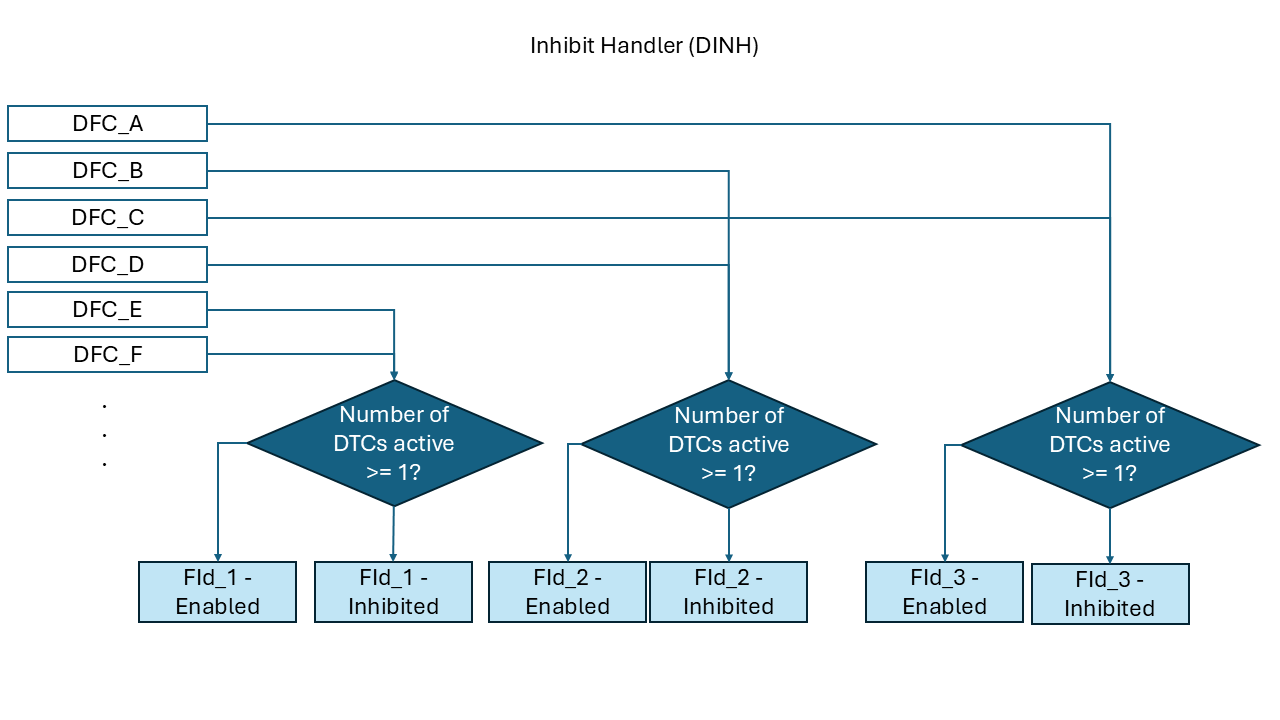 Inhibit Handler (DINH)
DFC_A
DFC_B
DFC_C
DFC_D
DFC_E
DFC_F
.
.
.
Number of
DTCs active
>= 1?
Number of
DTCs active
>= 1?
Number of
DTCs active
>= 1?
FId_1 -
Enabled
FId_1 -
Inhibited
FId_2 -
Enabled
FId_2 -
Inhibited
FId_3 -
Enabled
FId_3 -
Inhibited